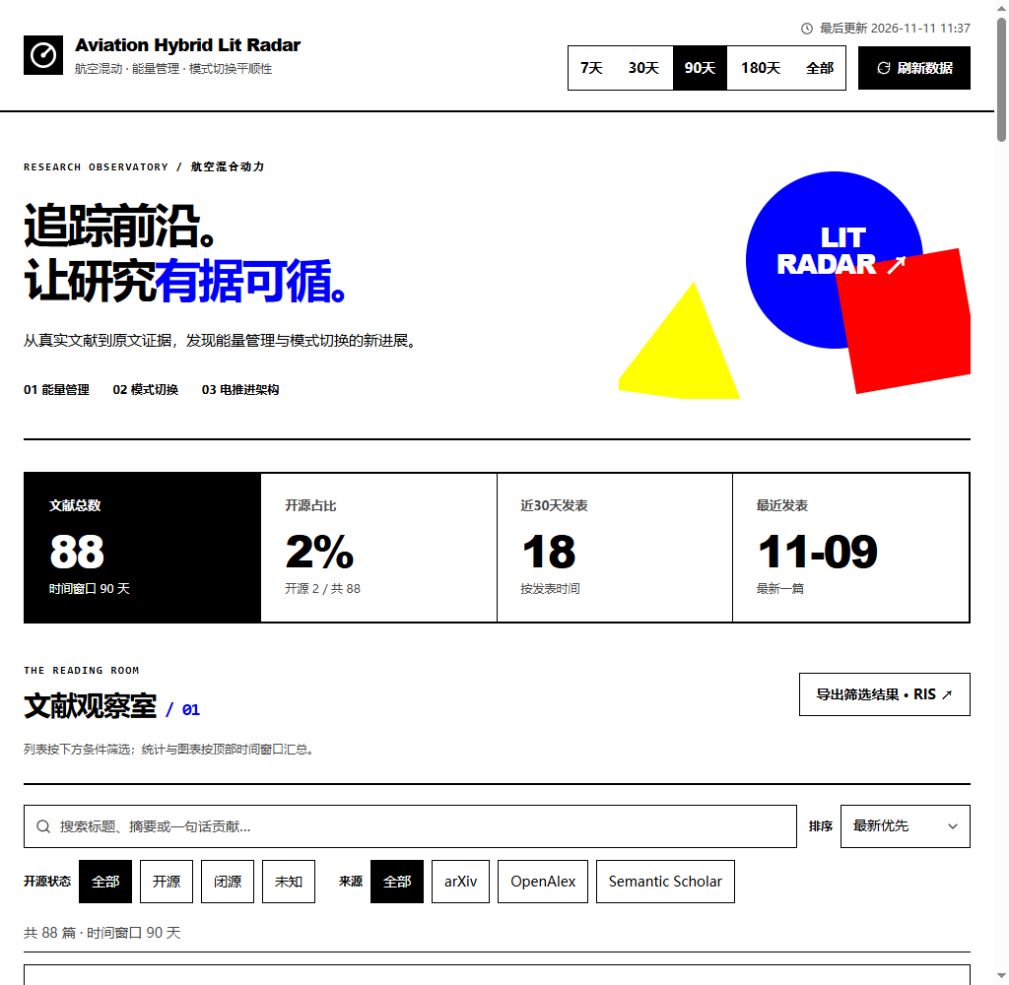 最后更新 2026-11-11 11:37
Aviation Hybrid Lit Radar
航空混动 · 能量管理 · 模式切换平顺性
7天 30天 90天 180天 全部 刷新数据
RESEARCH OBSERVATORY / 航空混合动力
追踪前沿。
让研究有据可循。
从真实文献到原文证据，发现能量管理与模式切换的新进展。
01 能量管理 02 模式切换 03 电推进架构
LIT
RADAR ↗
文献总数 开源占比 近30天发表 最近发表
88 2% 18 11-09
时间窗口 90 天 开源 2 / 共 88 按发表时间 最新一篇
THE READING ROOM
文献观察室 / 01
导出筛选结果 • RIS ↗
列表按下方条件筛选；统计与图表按顶部时间窗口汇总。
搜索标题、摘要或一句话贡献... 排序 最新优先
开源状态 全部 开源 闭源 未知 来源 全部 arXiv OpenAlex Semantic Scholar
共 88 篇 · 时间窗口 90 天